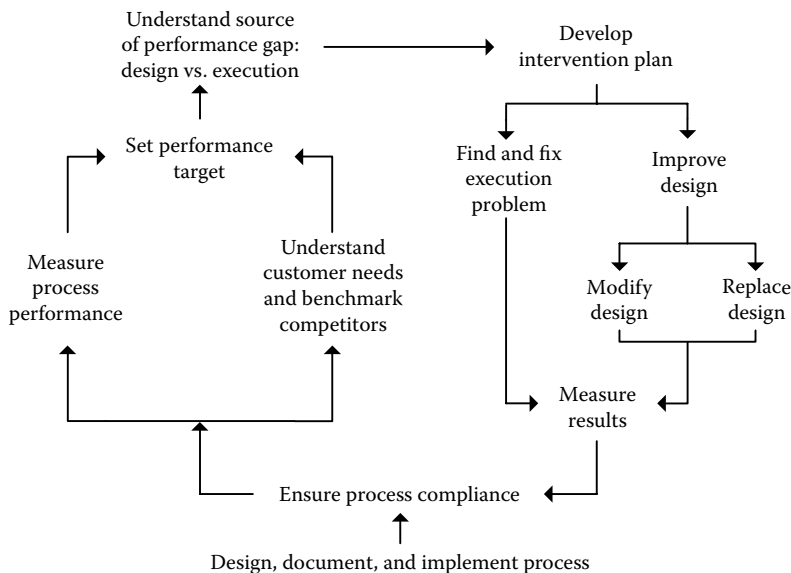 Understand source
of performance gap:
design vs. execution
Develop
intervention plan
Set performance
target
Find and fix
execution
problem
Improve
design
Measure
process
performance
Understand
customer needs
and benchmark
competitors
Modify
design
Replace
design
Measure
results
Ensure process compliance
Design, document, and implement process